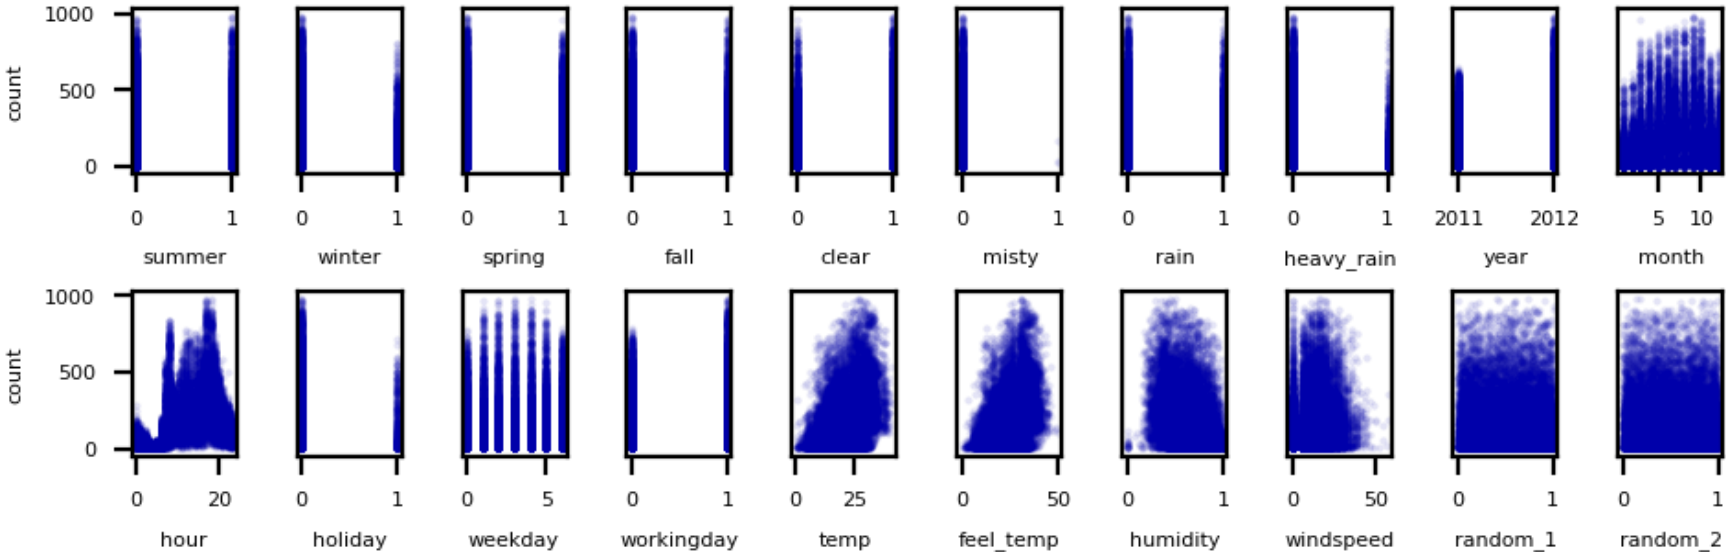 1000
500
0
count
0 1 0 1 0 1 0 1 0 1 0 1 0 1 0 1 2011 2012 5 10
summer winter spring fall clear misty rain heavy_rain year month
1000
500
0
count
0 20 0 1 0 5 0 1 0 25 0 50 0 1 0 50 0 1 0 1
hour holiday weekday workingday temp feel_temp humidity windspeed random_1 random_2